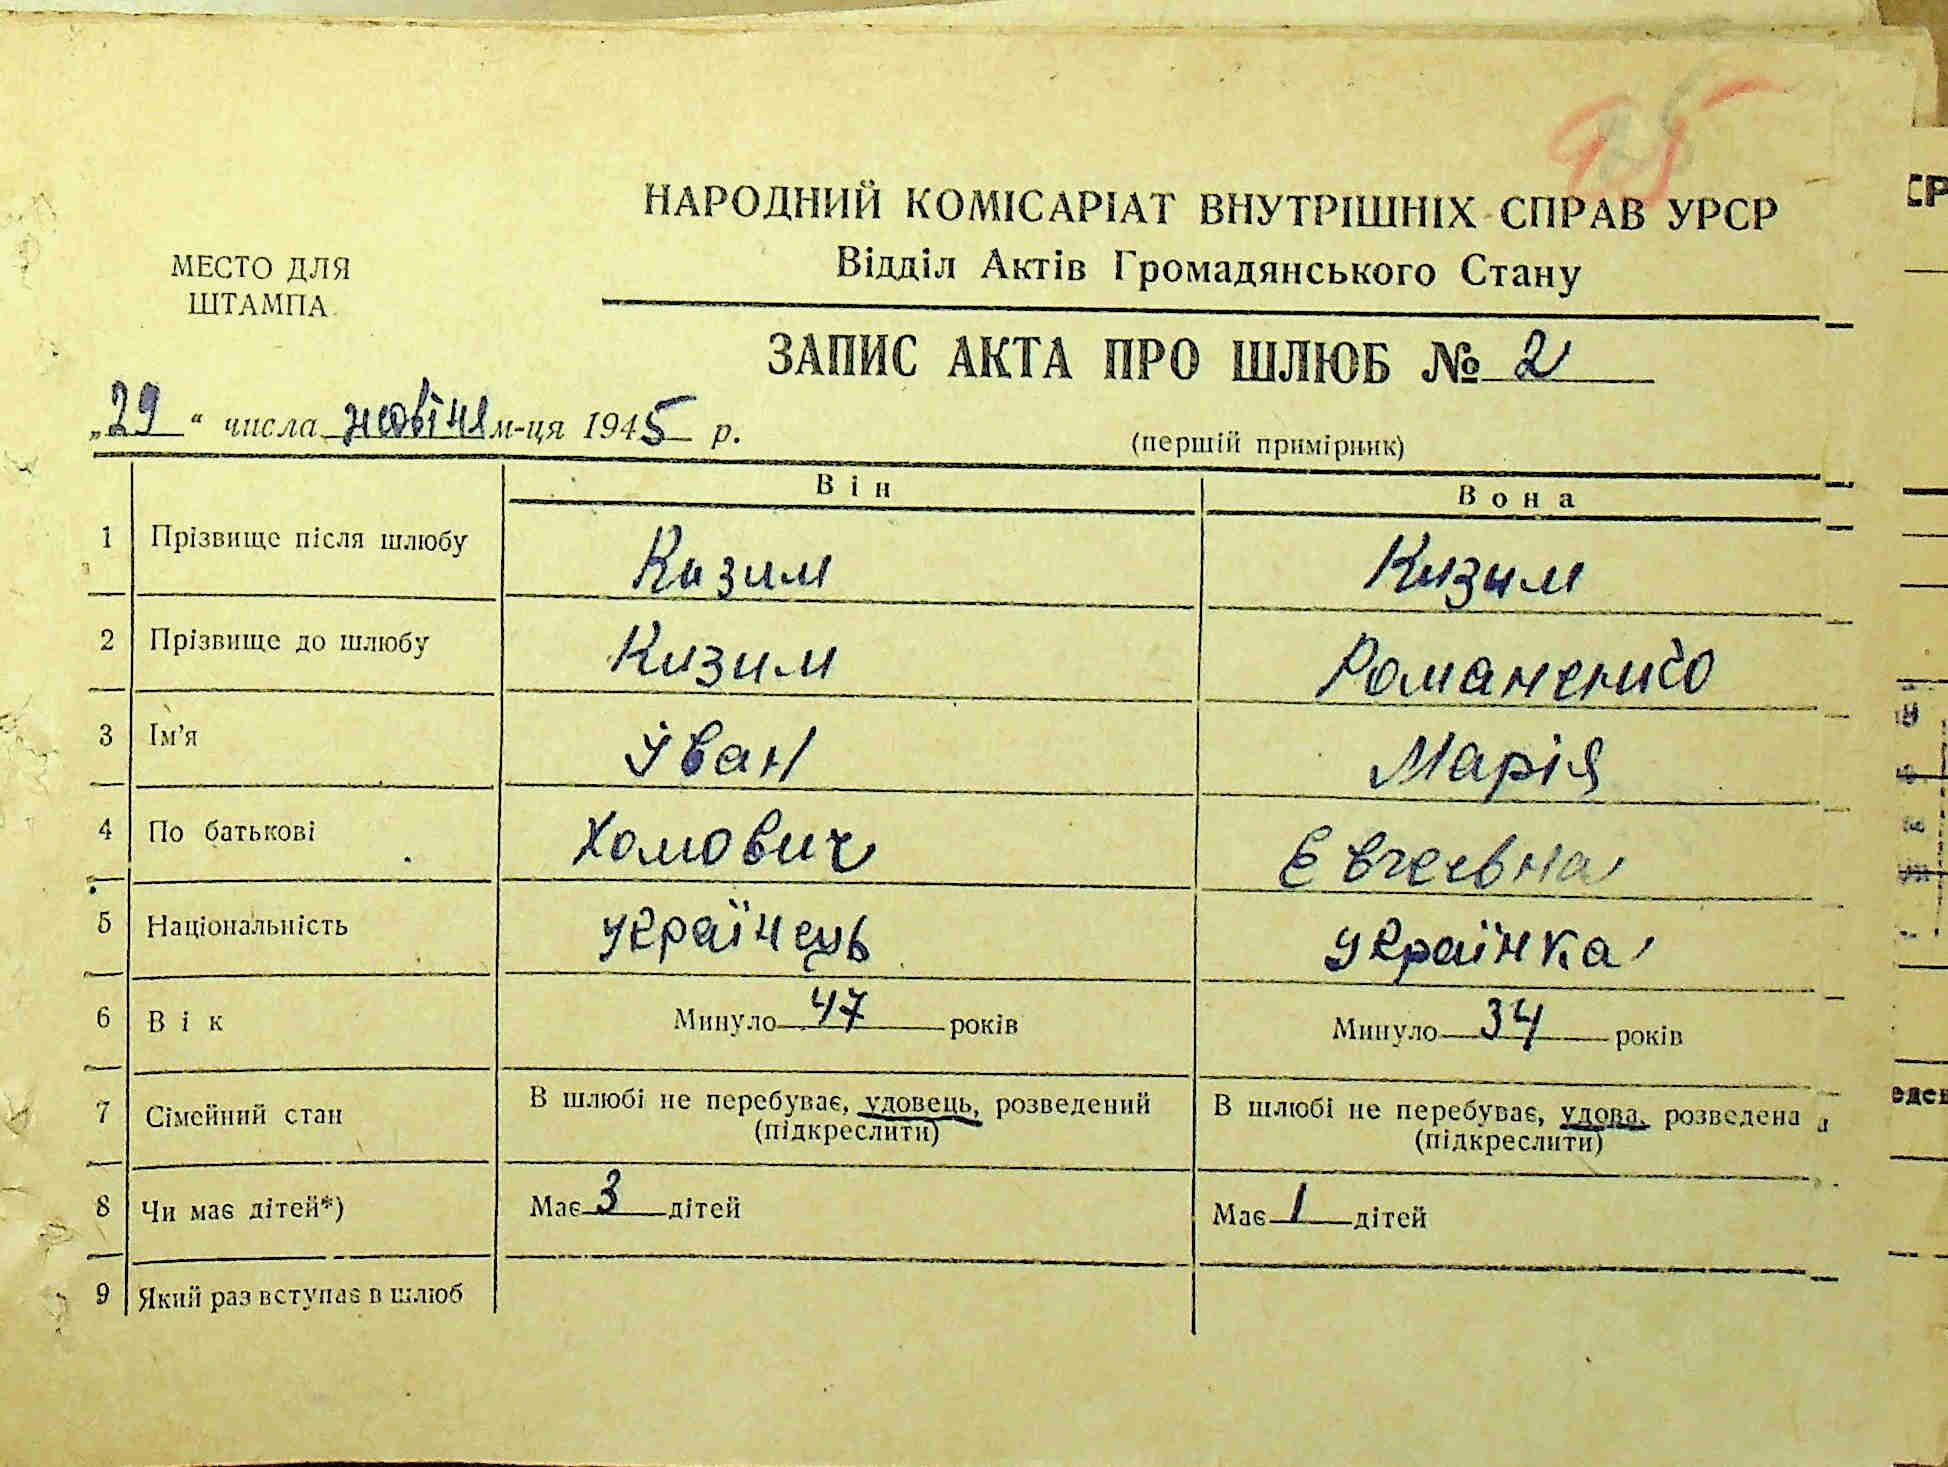 95
НАРОДНИЙ КОМІСАРІАТ ВНУТРІШНІХ СПРАВ УРСР
Відділ Актів Громадянського Стану
МЕСТО ДЛЯ
ШТАМПА
ЗАПИС АКТА ПРО ШЛЮБ № 2
„29“ числа жовтня м-ця 1945 р.
(першій примірник)
Він Вона
1 Прізвище після шлюбу Кизим Кизим
2 Прізвище до шлюбу Кизим Романенко
3 Ім’я Іван Марія
4 По батькові Хомович
5 Національність українець українка
6 Вік Минуло 47 років Минуло 34 років
7 Сімейний стан В шлюбі не перебуває, удовець, розведений В шлюбі не перебуває, удова, розведена
(підкреслити) (підкреслити)
8 Чи має дітей*) Має 3 дітей Має 1 дітей
9 Який раз вступає в шлюб